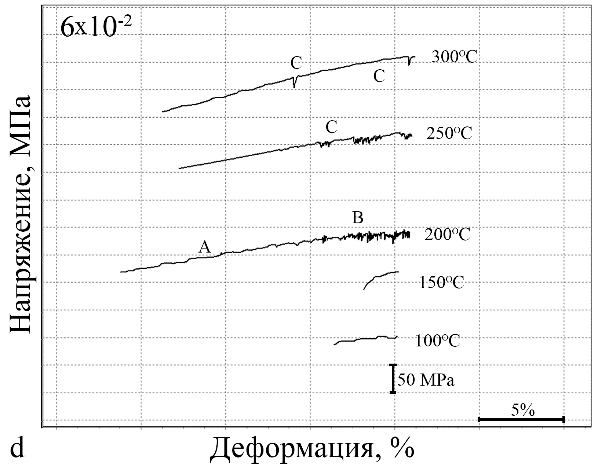 6x10-2
C
300°C
C
C
250°C
B
200°C
A
150°C
100°C
50 MPa
5%
Напряжение, МПа
d
Деформация, %